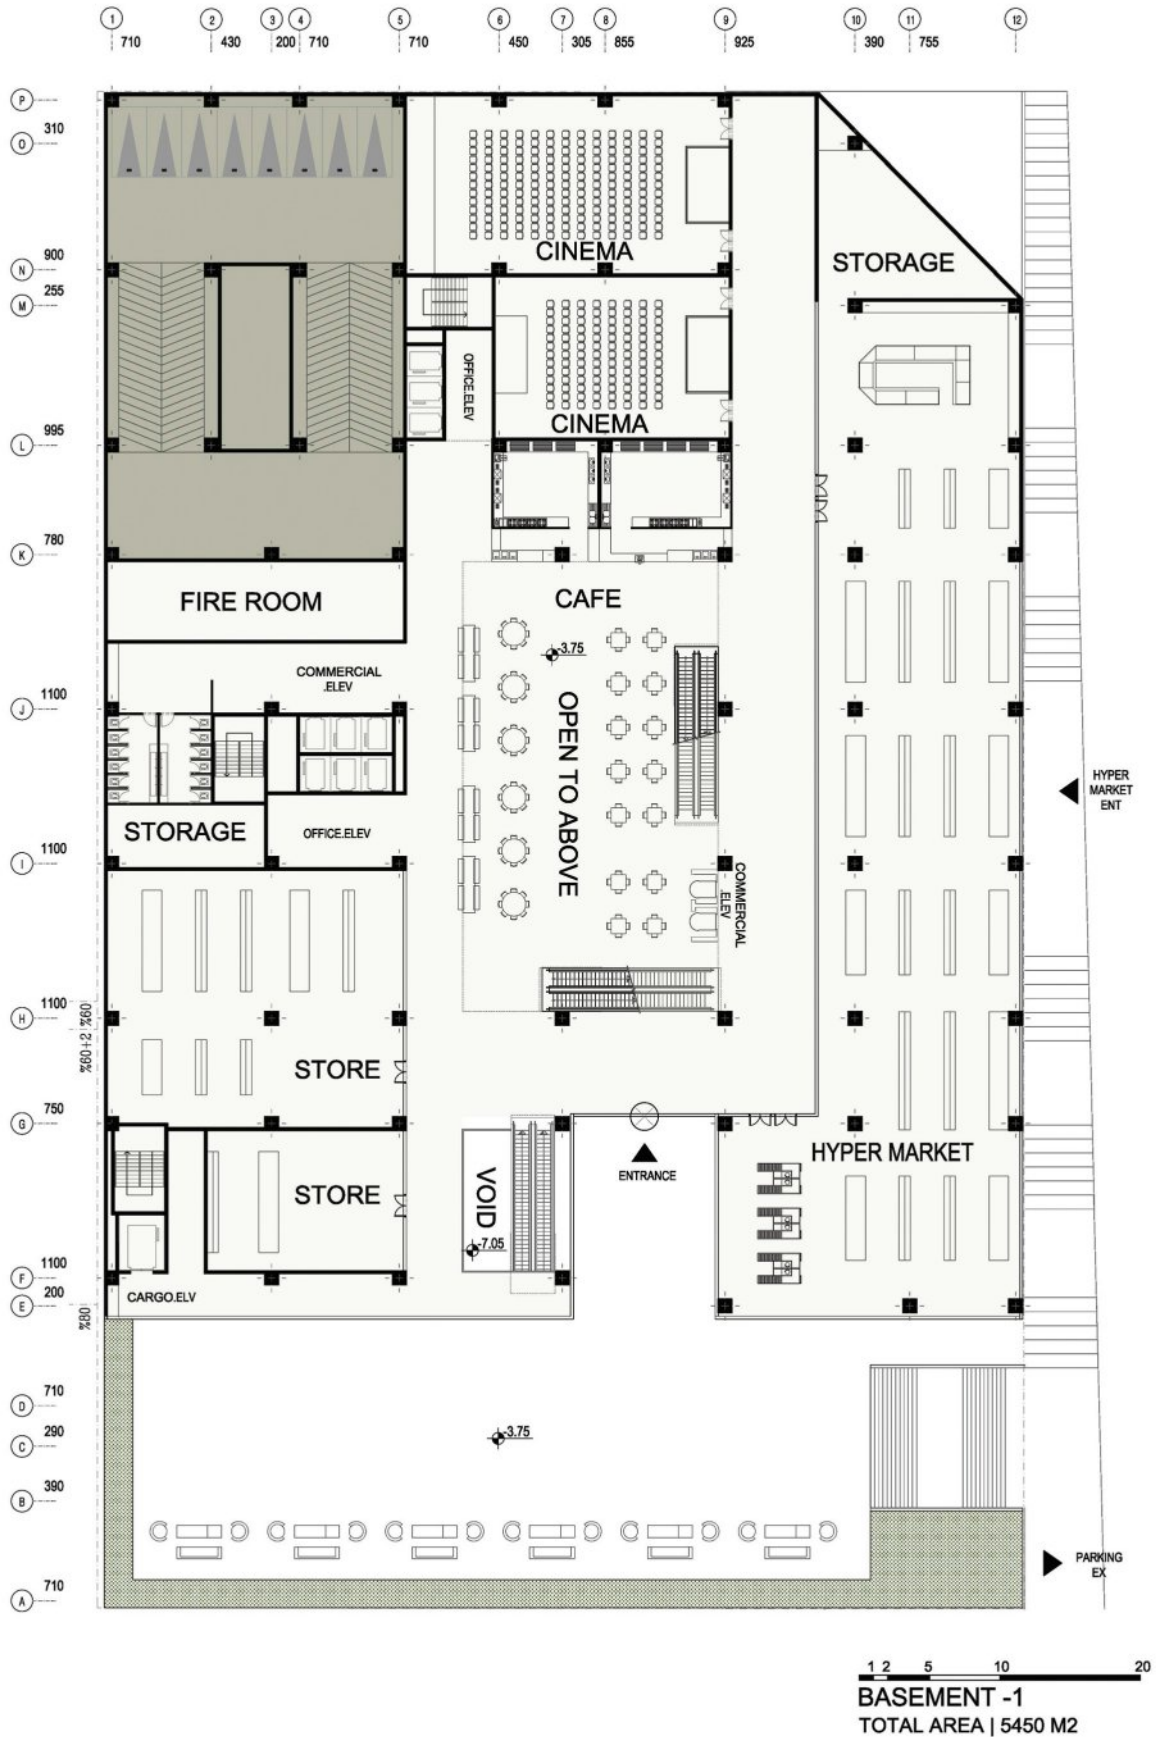 1 2 3 4 5 6 7 8 9 10 11 12
710 430 200 710 710 450 305 855 925 390 755
P
310
O
900
N
255
M
995
L
780
K
1100
J
1100
I
1100
H
750
G
1100
F
200
E
710
D
290
C
390
B
710
A
%60
%60+2
%80
CINEMA
STORAGE
OFFICE.ELEV
CINEMA
FIRE ROOM
CAFE
-3.75
COMMERCIAL
.ELEV
OPEN TO ABOVE
HYPER
MARKET
ENT
STORAGE
OFFICE.ELEV
COMMERCIAL
.ELEV
STORE
ENTRANCE
HYPER MARKET
STORE
VOID
-7.05
CARGO.ELV
-3.75
PARKING
EX
1 2 5 10 20
BASEMENT -1
TOTAL AREA | 5450 M2